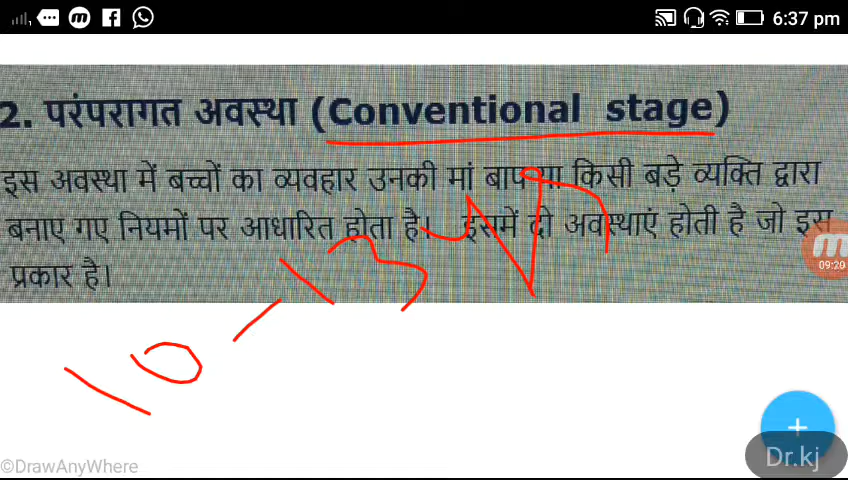 6:37 pm
2. परंपरागत अवस्था (Conventional stage)
इस अवस्था में बच्चों का व्यवहार उनकी मां बाप या किसी बड़े व्यक्ति द्वारा
बनाए गए नियमों पर आधारित होता है। इसमें दो अवस्थाएं होती है जो इस
प्रकार है।
09:20
10-13
+
Dr.kj
©DrawAnyWhere